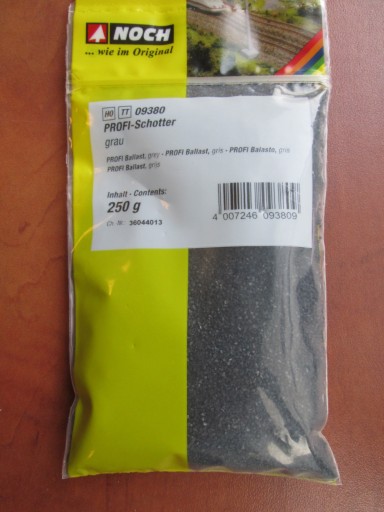 NOCH
... wie im Original
H0 TT 09380
PROFI-Schotter
grau
PROFI Ballast, grey - PROFI Ballast, gris - PROFI Balasto, gris
PROFI Ballast, grijs
Inhalt - Contents:
250 g
Ch.-Nr.: 36044013
4 007246 093809